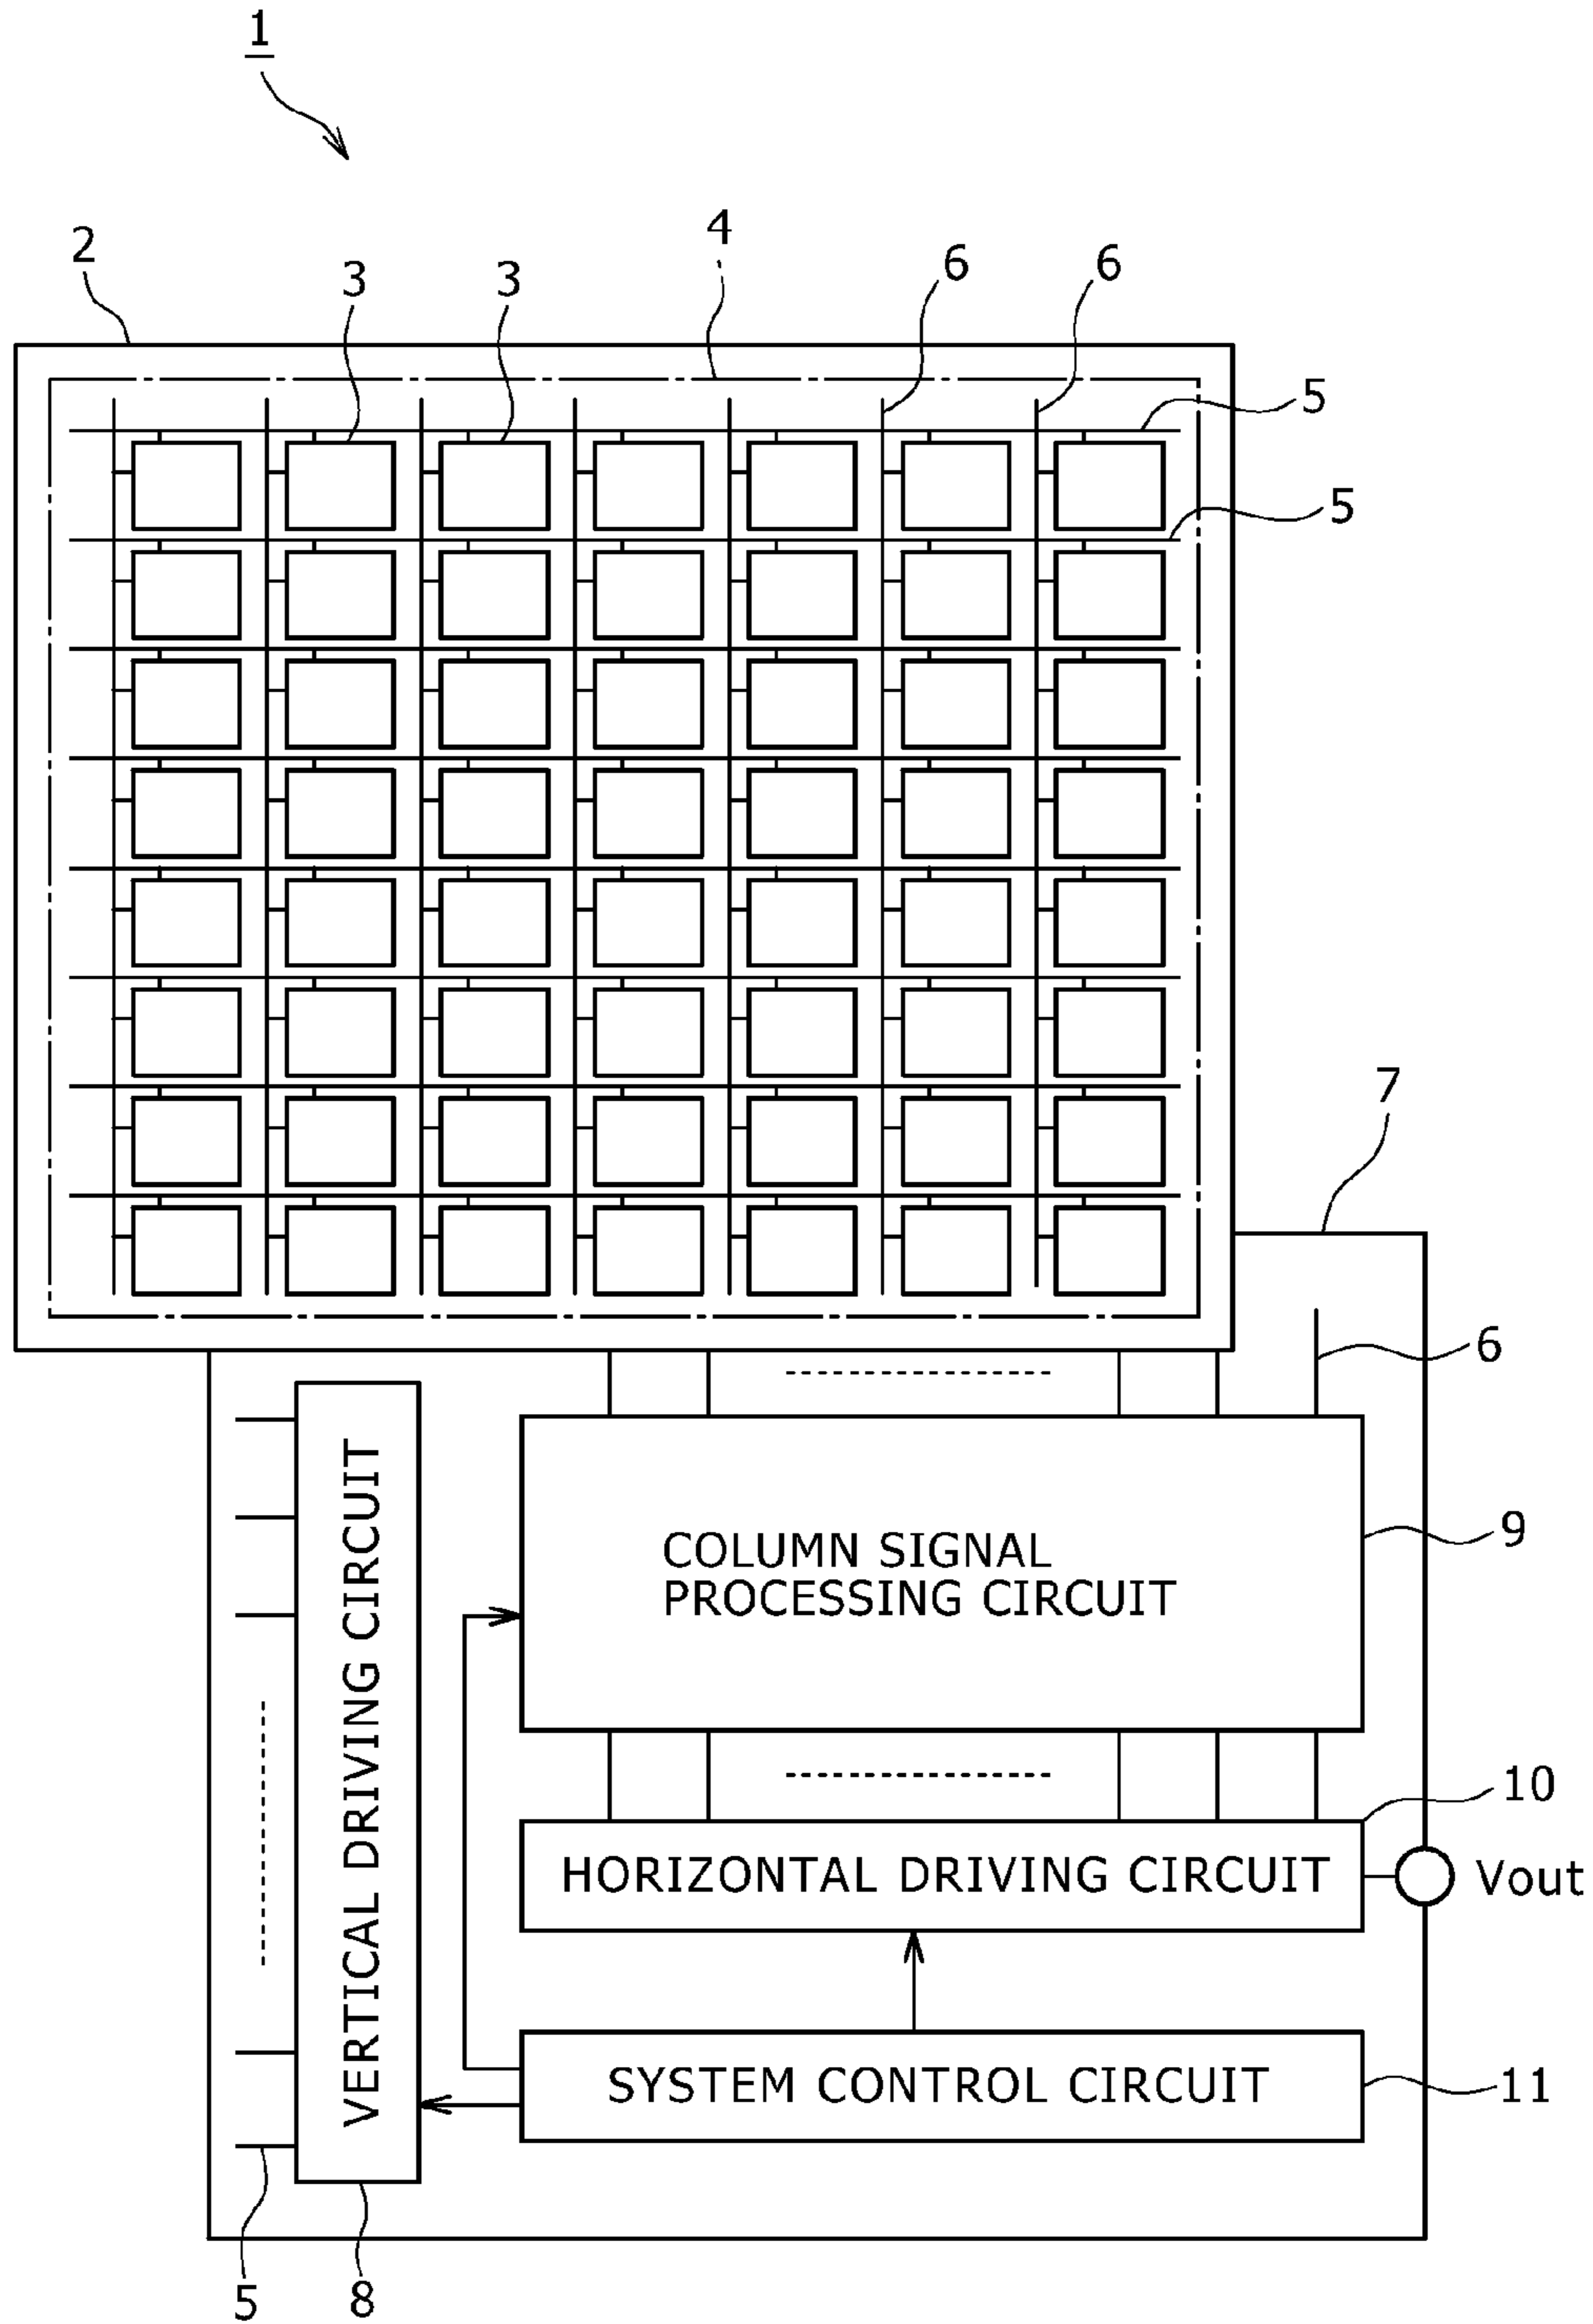 1
2
3
3
4
6
6
5
5
7
6
VERTICAL DRIVING CIRCUIT
COLUMN SIGNAL
PROCESSING CIRCUIT
9
10
HORIZONTAL DRIVING CIRCUIT
Vout
SYSTEM CONTROL CIRCUIT
11
5
8